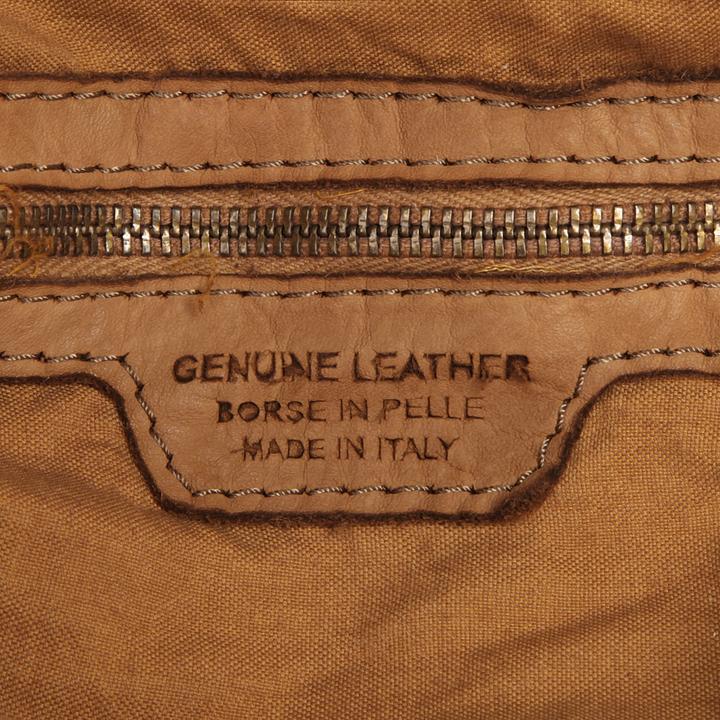 GENUINE LEATHER
BORSE IN PELLE
MADE IN ITALY